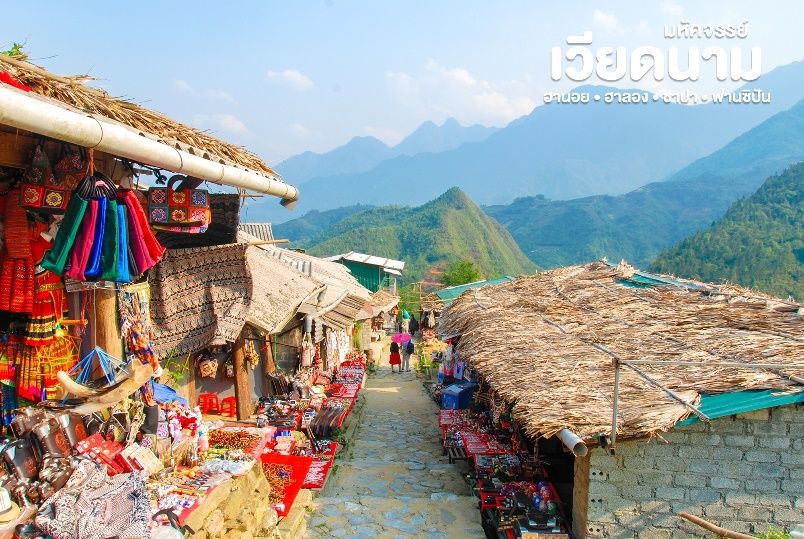 มหัศจรรย์
เวียดนาม
ฮานอย • ฮาลอง • ซาปา • ฟานซิปัน